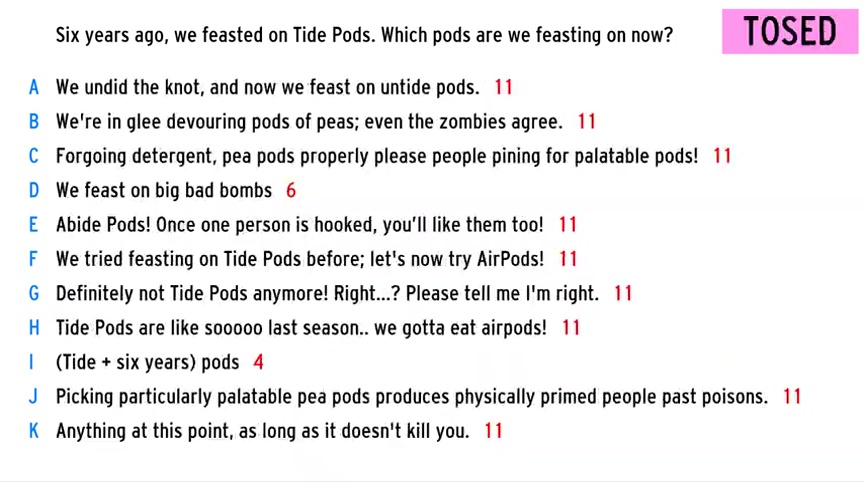 Six years ago, we feasted on Tide Pods. Which pods are we feasting on now?
TOSED
A We undid the knot, and now we feast on untide pods. 11
B We're in glee devouring pods of peas; even the zombies agree. 11
C Forgoing detergent, pea pods properly please people pining for palatable pods! 11
D We feast on big bad bombs 6
E Abide Pods! Once one person is hooked, you'll like them too! 11
F We tried feasting on Tide Pods before; let's now try AirPods! 11
G Definitely not Tide Pods anymore! Right...? Please tell me I'm right. 11
H Tide Pods are like sooooo last season.. we gotta eat airpods! 11
I (Tide + six years) pods 4
J Picking particularly palatable pea pods produces physically primed people past poisons. 11
K Anything at this point, as long as it doesn't kill you. 11